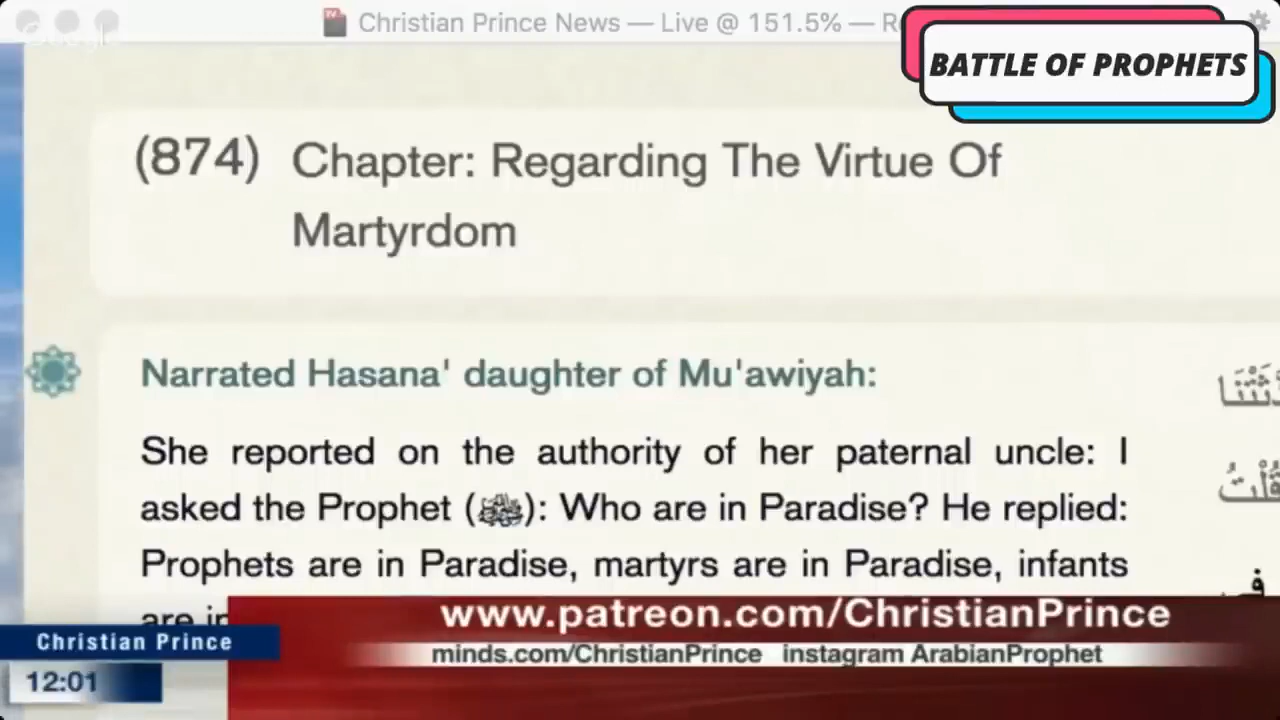 Christian Prince News — Live @ 151.5% — R
BATTLE OF PROPHETS
(874) Chapter: Regarding The Virtue Of
Martyrdom
Narrated Hasana' daughter of Mu'awiyah:
She reported on the authority of her paternal uncle: I
asked the Prophet (ﷺ): Who are in Paradise? He replied:
Prophets are in Paradise, martyrs are in Paradise, infants
are in
www.patreon.com/ChristianPrince
Christian Prince
minds.com/ChristianPrince instagram ArabianProphet
12:01